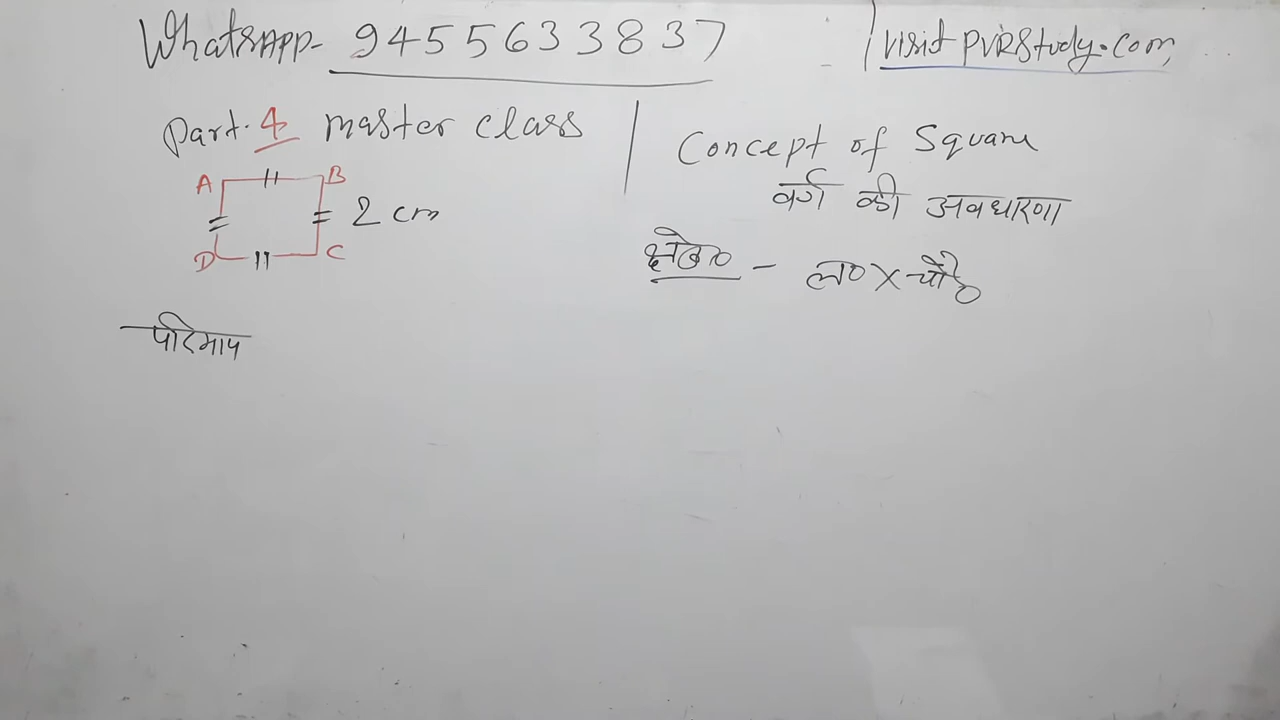 WhatsApp- 9455633837
visit PVRStudy.com,
Part.4 master class
Concept of Square
वर्ग की अवधारणा
A B
2 cm
D C
क्षेत्र० - ल० X चौ०
परिमाप